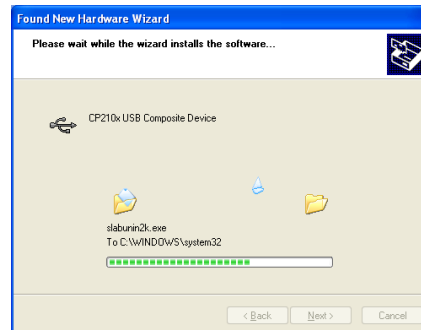 Found New Hardware Wizard
Please wait while the wizard installs the software...
CP210x USB Composite Device
slabunin2k.exe
To C:\WINDOWS\system32
< Back Next > Cancel